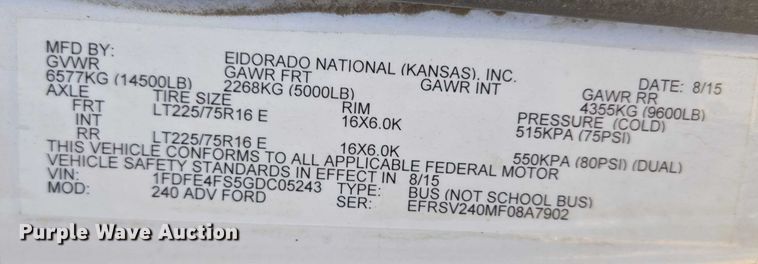 MFD BY: EIDORADO NATIONAL (KANSAS), INC. DATE: 8/15
GVWR GAWR FRT GAWR INT GAWR RR
6577KG (14500LB) 2268KG (5000LB) 4355KG (9600LB)
AXLE TIRE SIZE RIM PRESSURE (COLD)
FRT LT225/75R16 E 16X6.0K 515KPA (75PSI)
INT
RR LT225/75R16 E 16X6.0K 550KPA (80PSI) (DUAL)
THIS VEHICLE CONFORMS TO ALL APPLICABLE FEDERAL MOTOR
VEHICLE SAFETY STANDARDS IN EFFECT IN 8/15
VIN: 1FDFE4FS5GDC05243 TYPE: BUS (NOT SCHOOL BUS)
MOD: 240 ADV FORD SER: EFRSV240MF08A7902
Purple Wave Auction